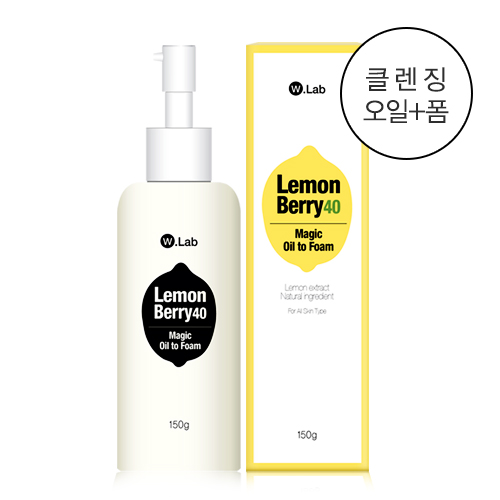 클렌징
오일+폼
W.Lab
Lemon
Berry40
Magic
Oil to Foam
150g
W.Lab
Lemon
Berry40
Magic
Oil to Foam
Lemon extract
Natural ingredient
For All Skin Type
150g